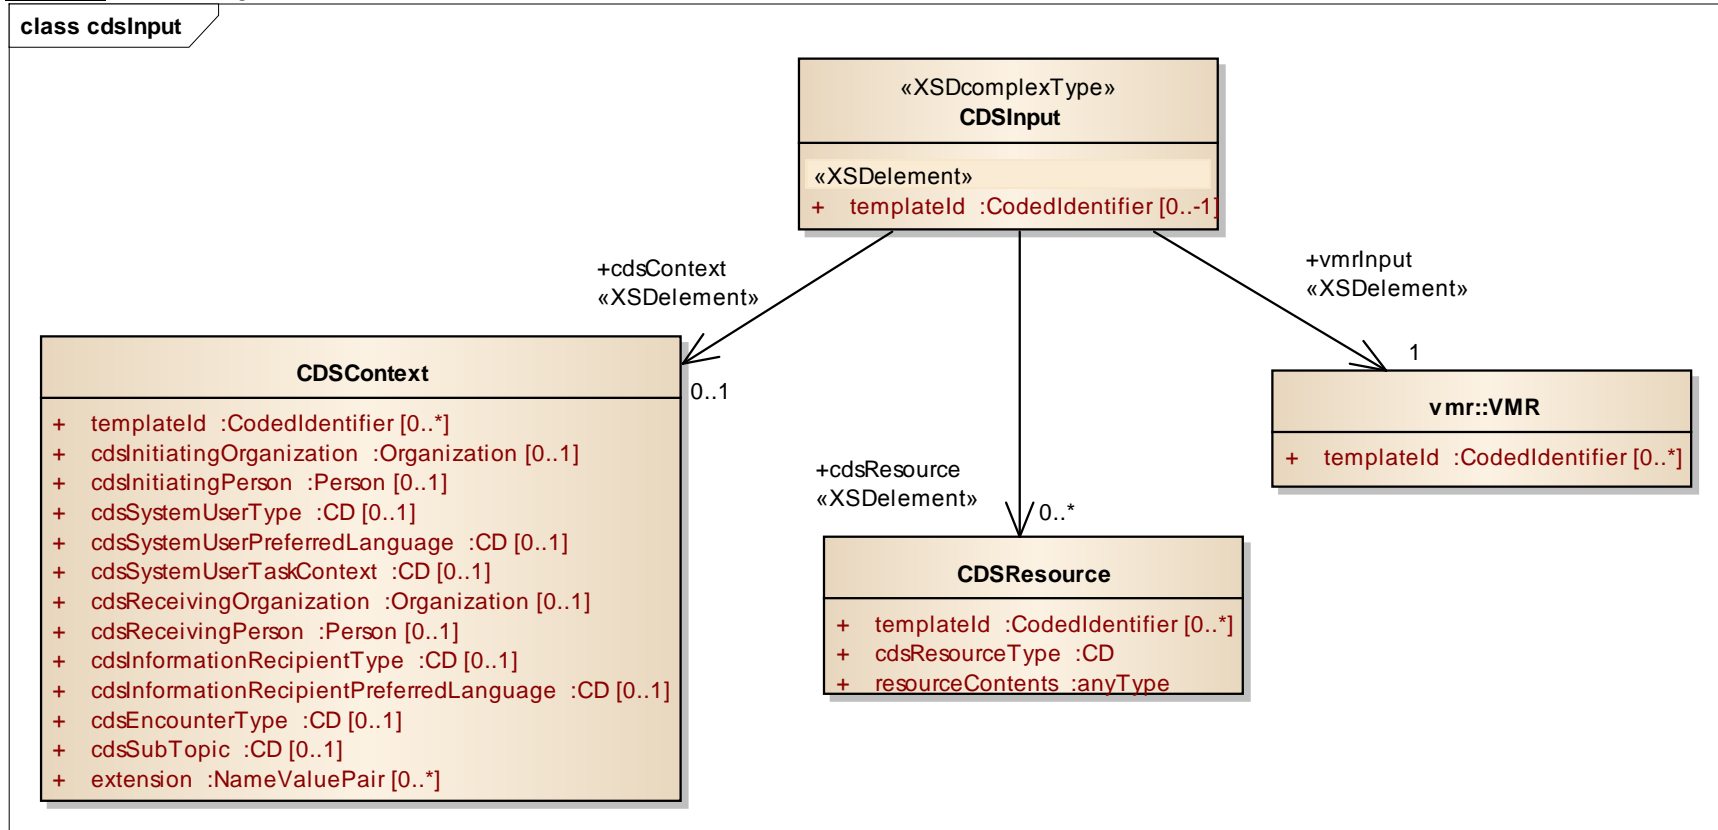 class cdsInput
«XSDcomplexType»
CDSInput
«XSDelement»
+ templateId :CodedIdentifier [0..-1]
+cdsContext
«XSDelement»
0..1
+vmrInput
«XSDelement»
1
CDSContext
+ templateId :CodedIdentifier [0..*]
+ cdsInitiatingOrganization :Organization [0..1]
+ cdsInitiatingPerson :Person [0..1]
+ cdsSystemUserType :CD [0..1]
+ cdsSystemUserPreferredLanguage :CD [0..1]
+ cdsSystemUserTaskContext :CD [0..1]
+ cdsReceivingOrganization :Organization [0..1]
+ cdsReceivingPerson :Person [0..1]
+ cdsInformationRecipientType :CD [0..1]
+ cdsInformationRecipientPreferredLanguage :CD [0..1]
+ cdsEncounterType :CD [0..1]
+ cdsSubTopic :CD [0..1]
+ extension :NameValuePair [0..*]
vmr::VMR
+ templateId :CodedIdentifier [0..*]
+cdsResource
«XSDelement»
0..*
CDSResource
+ templateId :CodedIdentifier [0..*]
+ cdsResourceType :CD
+ resourceContents :anyType